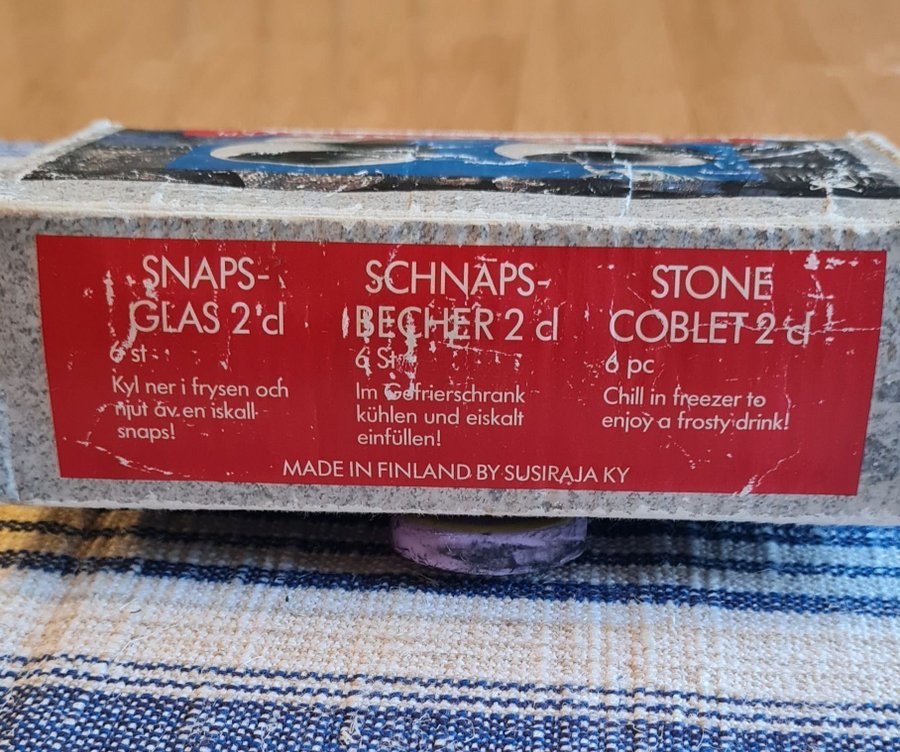 SNAPS-
GLAS 2 cl
6 st
Kyl ner i frysen och
njut av en iskall
snaps!
SCHNAPS-
BECHER 2 cl
6 St
Im Gefrierschrank
kühlen und eiskalt
einfüllen!
STONE
COBLET 2 cl
6 pc
Chill in freezer to
enjoy a frosty drink!
MADE IN FINLAND BY SUSIRAJA KY